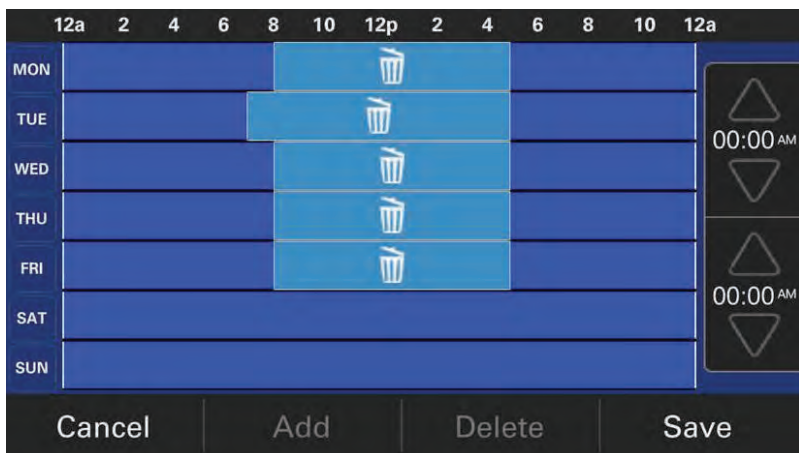 12a 2 4 6 8 10 12p 2 4 6 8 10 12a
MON
TUE
00:00 AM
WED
THU
FRI
00:00 AM
SAT
SUN
Cancel Add Delete Save